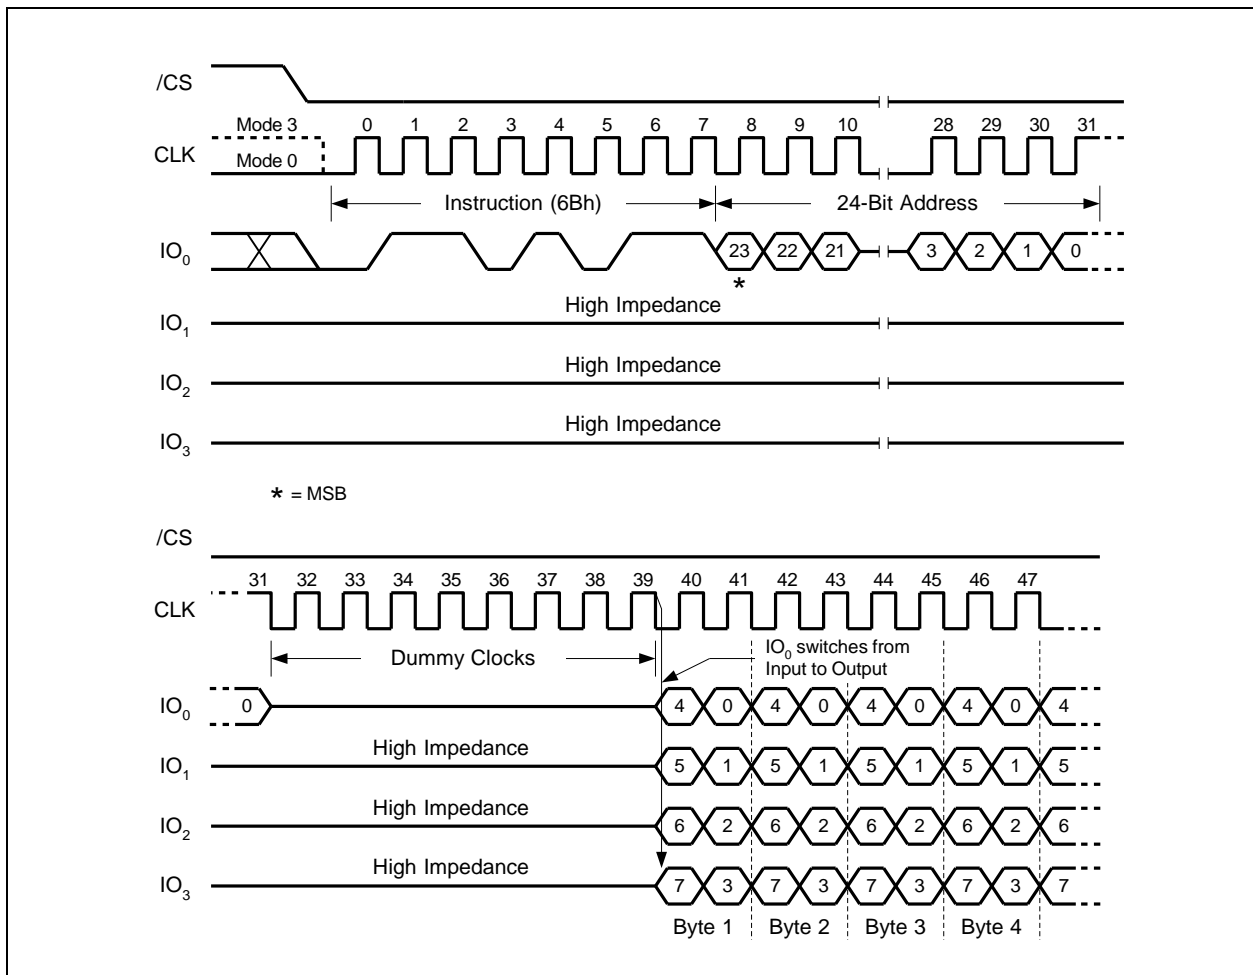 /CS
Mode 3 0 1 2 3 4 5 6 7 8 9 10 28 29 30 31
CLK
Mode 0
Instruction (6Bh) 24-Bit Address
IO0 23 22 21 3 2 1 0
*
High Impedance
IO1
High Impedance
IO2
High Impedance
IO3
* = MSB
/CS
31 32 33 34 35 36 37 38 39 40 41 42 43 44 45 46 47
CLK
Dummy Clocks
IO0 switches from
Input to Output
IO0 0 4 0 4 0 4 0 4 0 4
High Impedance
IO1 5 1 5 1 5 1 5 1 5
High Impedance
IO2 6 2 6 2 6 2 6 2 6
High Impedance
IO3 7 3 7 3 7 3 7 3 7
Byte 1 Byte 2 Byte 3 Byte 4